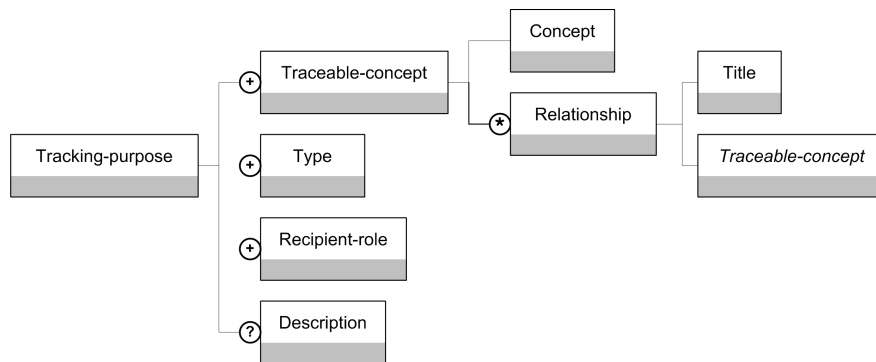 Concept
Traceable-concept
Title
+
*
Relationship
Tracking-purpose
+
Type
Traceable-concept
+
Recipient-role
?
Description